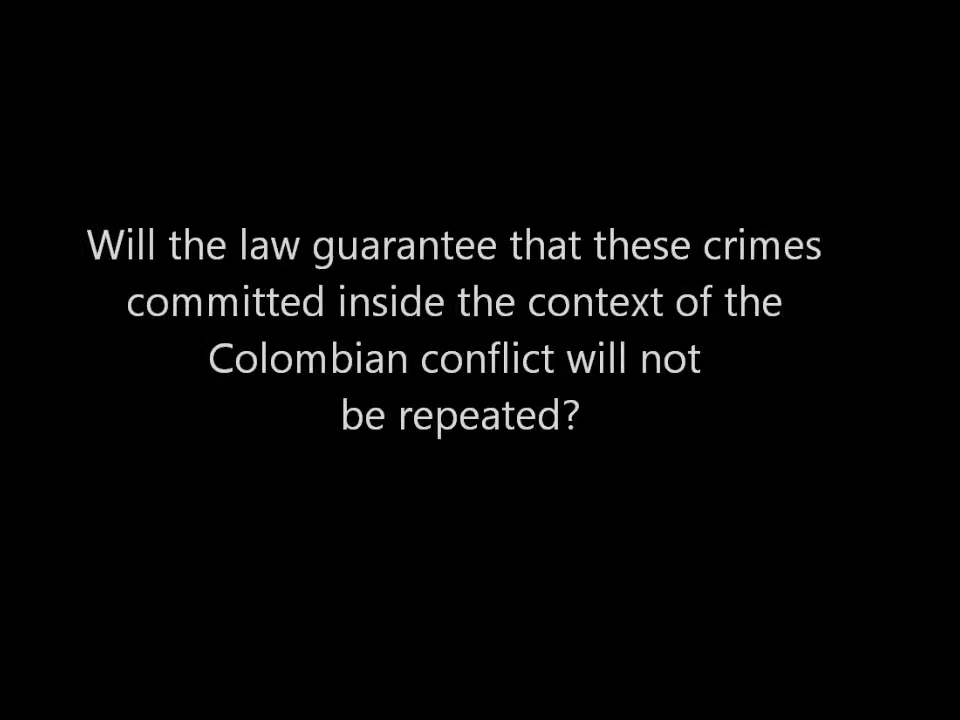 Will the law guarantee that these crimes
committed inside the context of the
Colombian conflict will not
be repeated?